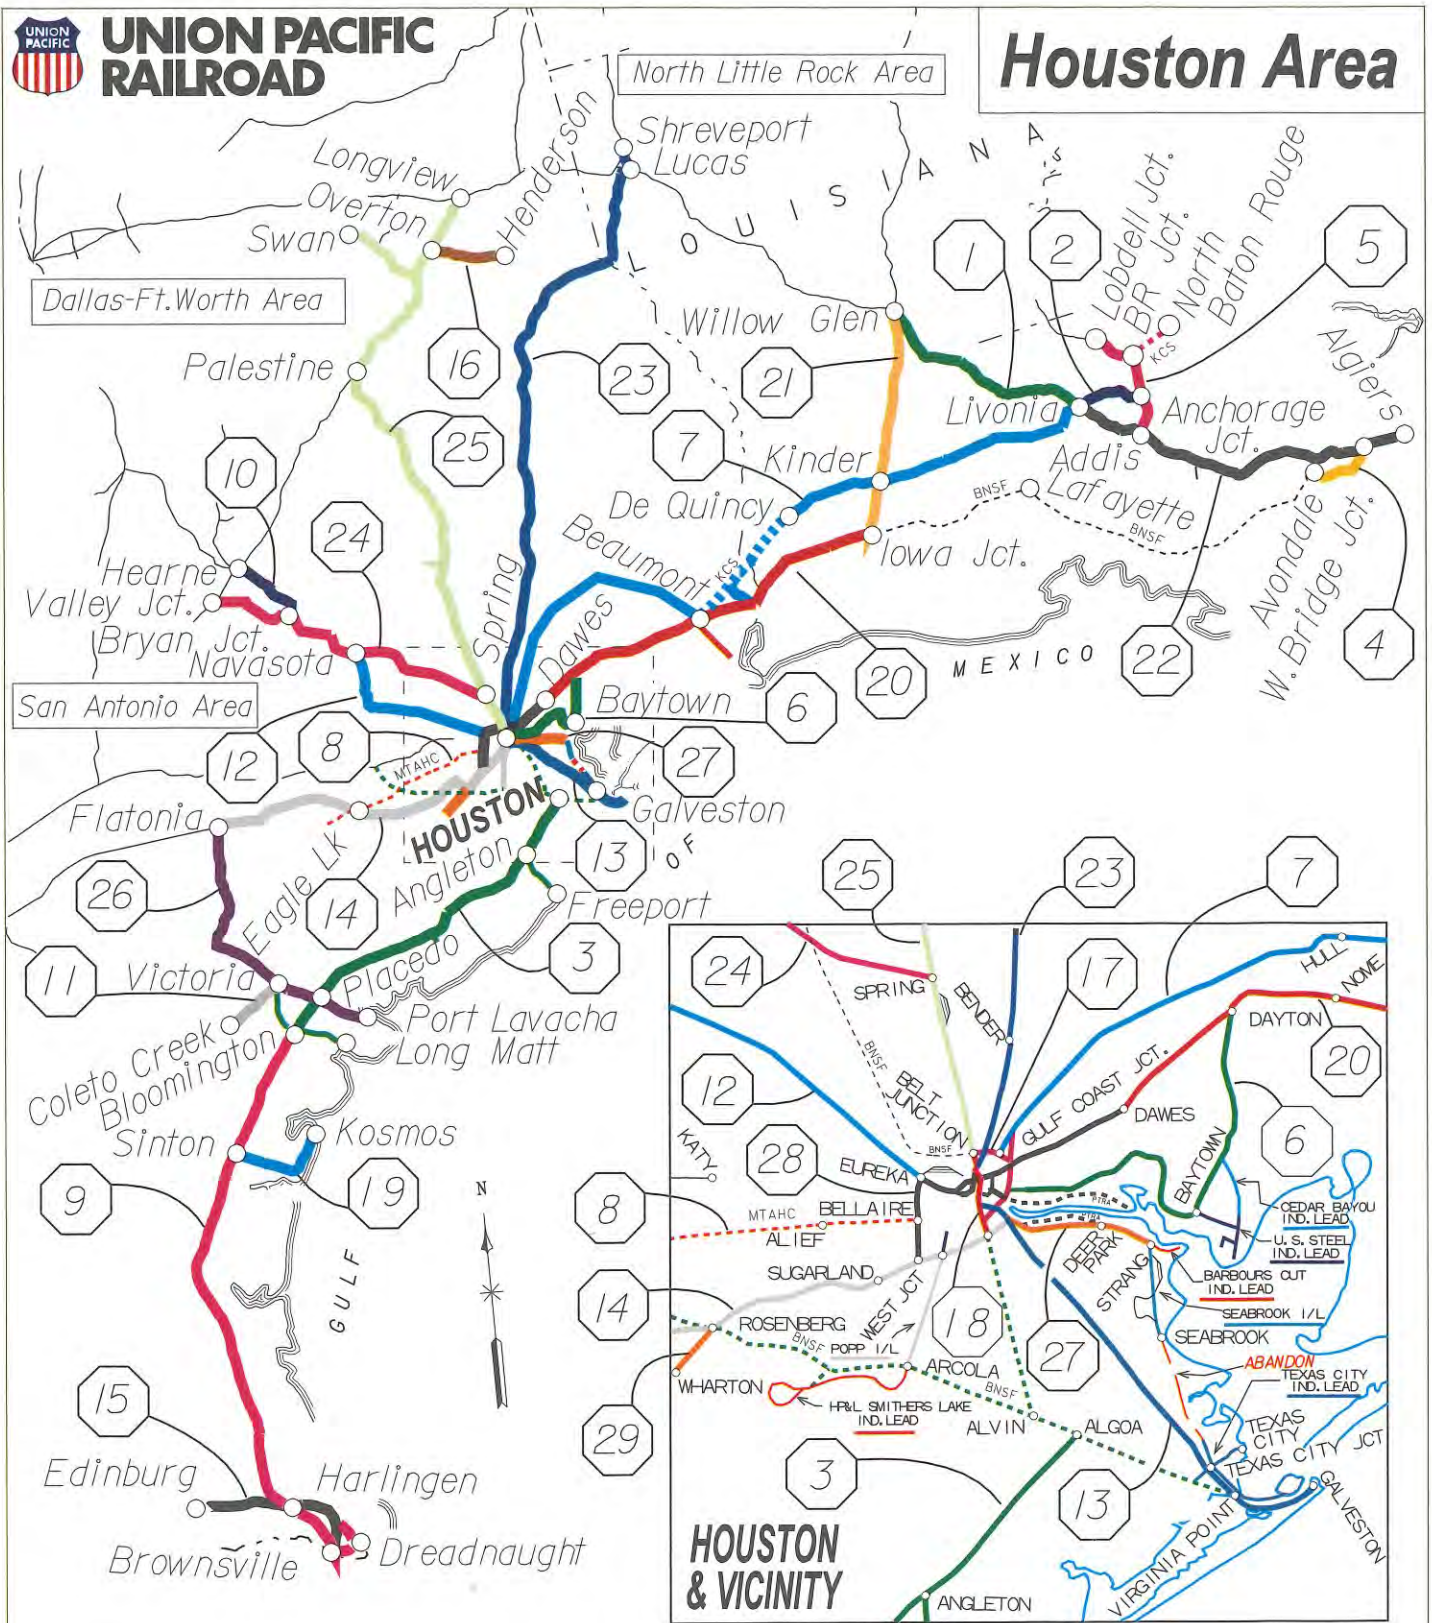 UNION
PACIFIC
UNION PACIFIC
RAILROAD
Houston Area
North Little Rock Area
Shreveport
Lucas
Longview
Overton
Swan
Henderson
LOUISIANA
Dallas-Ft.Worth Area
1
2
Lobdell Jct.
BR Jct.
North
Baton Rouge
5
KCS
Algiers
Willow Glen
16
23
21
Palestine
25
7
Livonia
Anchorage
Jct.
Kinder
Addis
10
De Quincy
BNSF
Lafayette
BNSF
24
Beaumont
KCS
Iowa Jct.
Avondale
W.Bridge Jct.
Hearne
Valley Jct.
Bryan Jct.
Navasota
Spring
Dawes
20
22
4
MEXICO
San Antonio Area
Baytown
6
12
8
MTAHC
27
Flatonia
Eagle Lk
HOUSTON
Galveston
13
OF
26
14
Angleton
Freeport
3
11
Victoria
Placedo
Port Lavacha
Long Matt
Coleto Creek
Bloomington
Sinton
Kosmos
9
19
N
GULF
15
Edinburg
Harlingen
Brownsville
Dreadnaught
25
23
7
24
17
SPRING
BENDER
HULL
NOME
DAYTON
20
BNSF
12
BELT
JUNCTION
GULF COAST JCT.
DAWES
6
KATY
BNSF
28
EUREKA
BAYTOWN
8
MTAHC
BELLAIRE
ALIEF
PTRA
PTRA
CEDAR BAYOU
IND. LEAD
U. S. STEEL
IND. LEAD
DEER
PARK
STRANG
BARBOURS CUT
IND. LEAD
SEABROOK I/L
SEABROOK
SUGARLAND
WEST JCT
14
18
27
ROSENBERG
BNSF
POPP I/L
ARCOLA
BNSF
ABANDON
TEXAS CITY
IND. LEAD
WHARTON
HP&L SMITHERS LAKE
IND. LEAD
29
ALVIN
ALGOA
TEXAS
CITY
TEXAS CITY JCT
3
13
GALVESTON
VIRGINIA POINT
HOUSTON
& VICINITY
ANGLETON